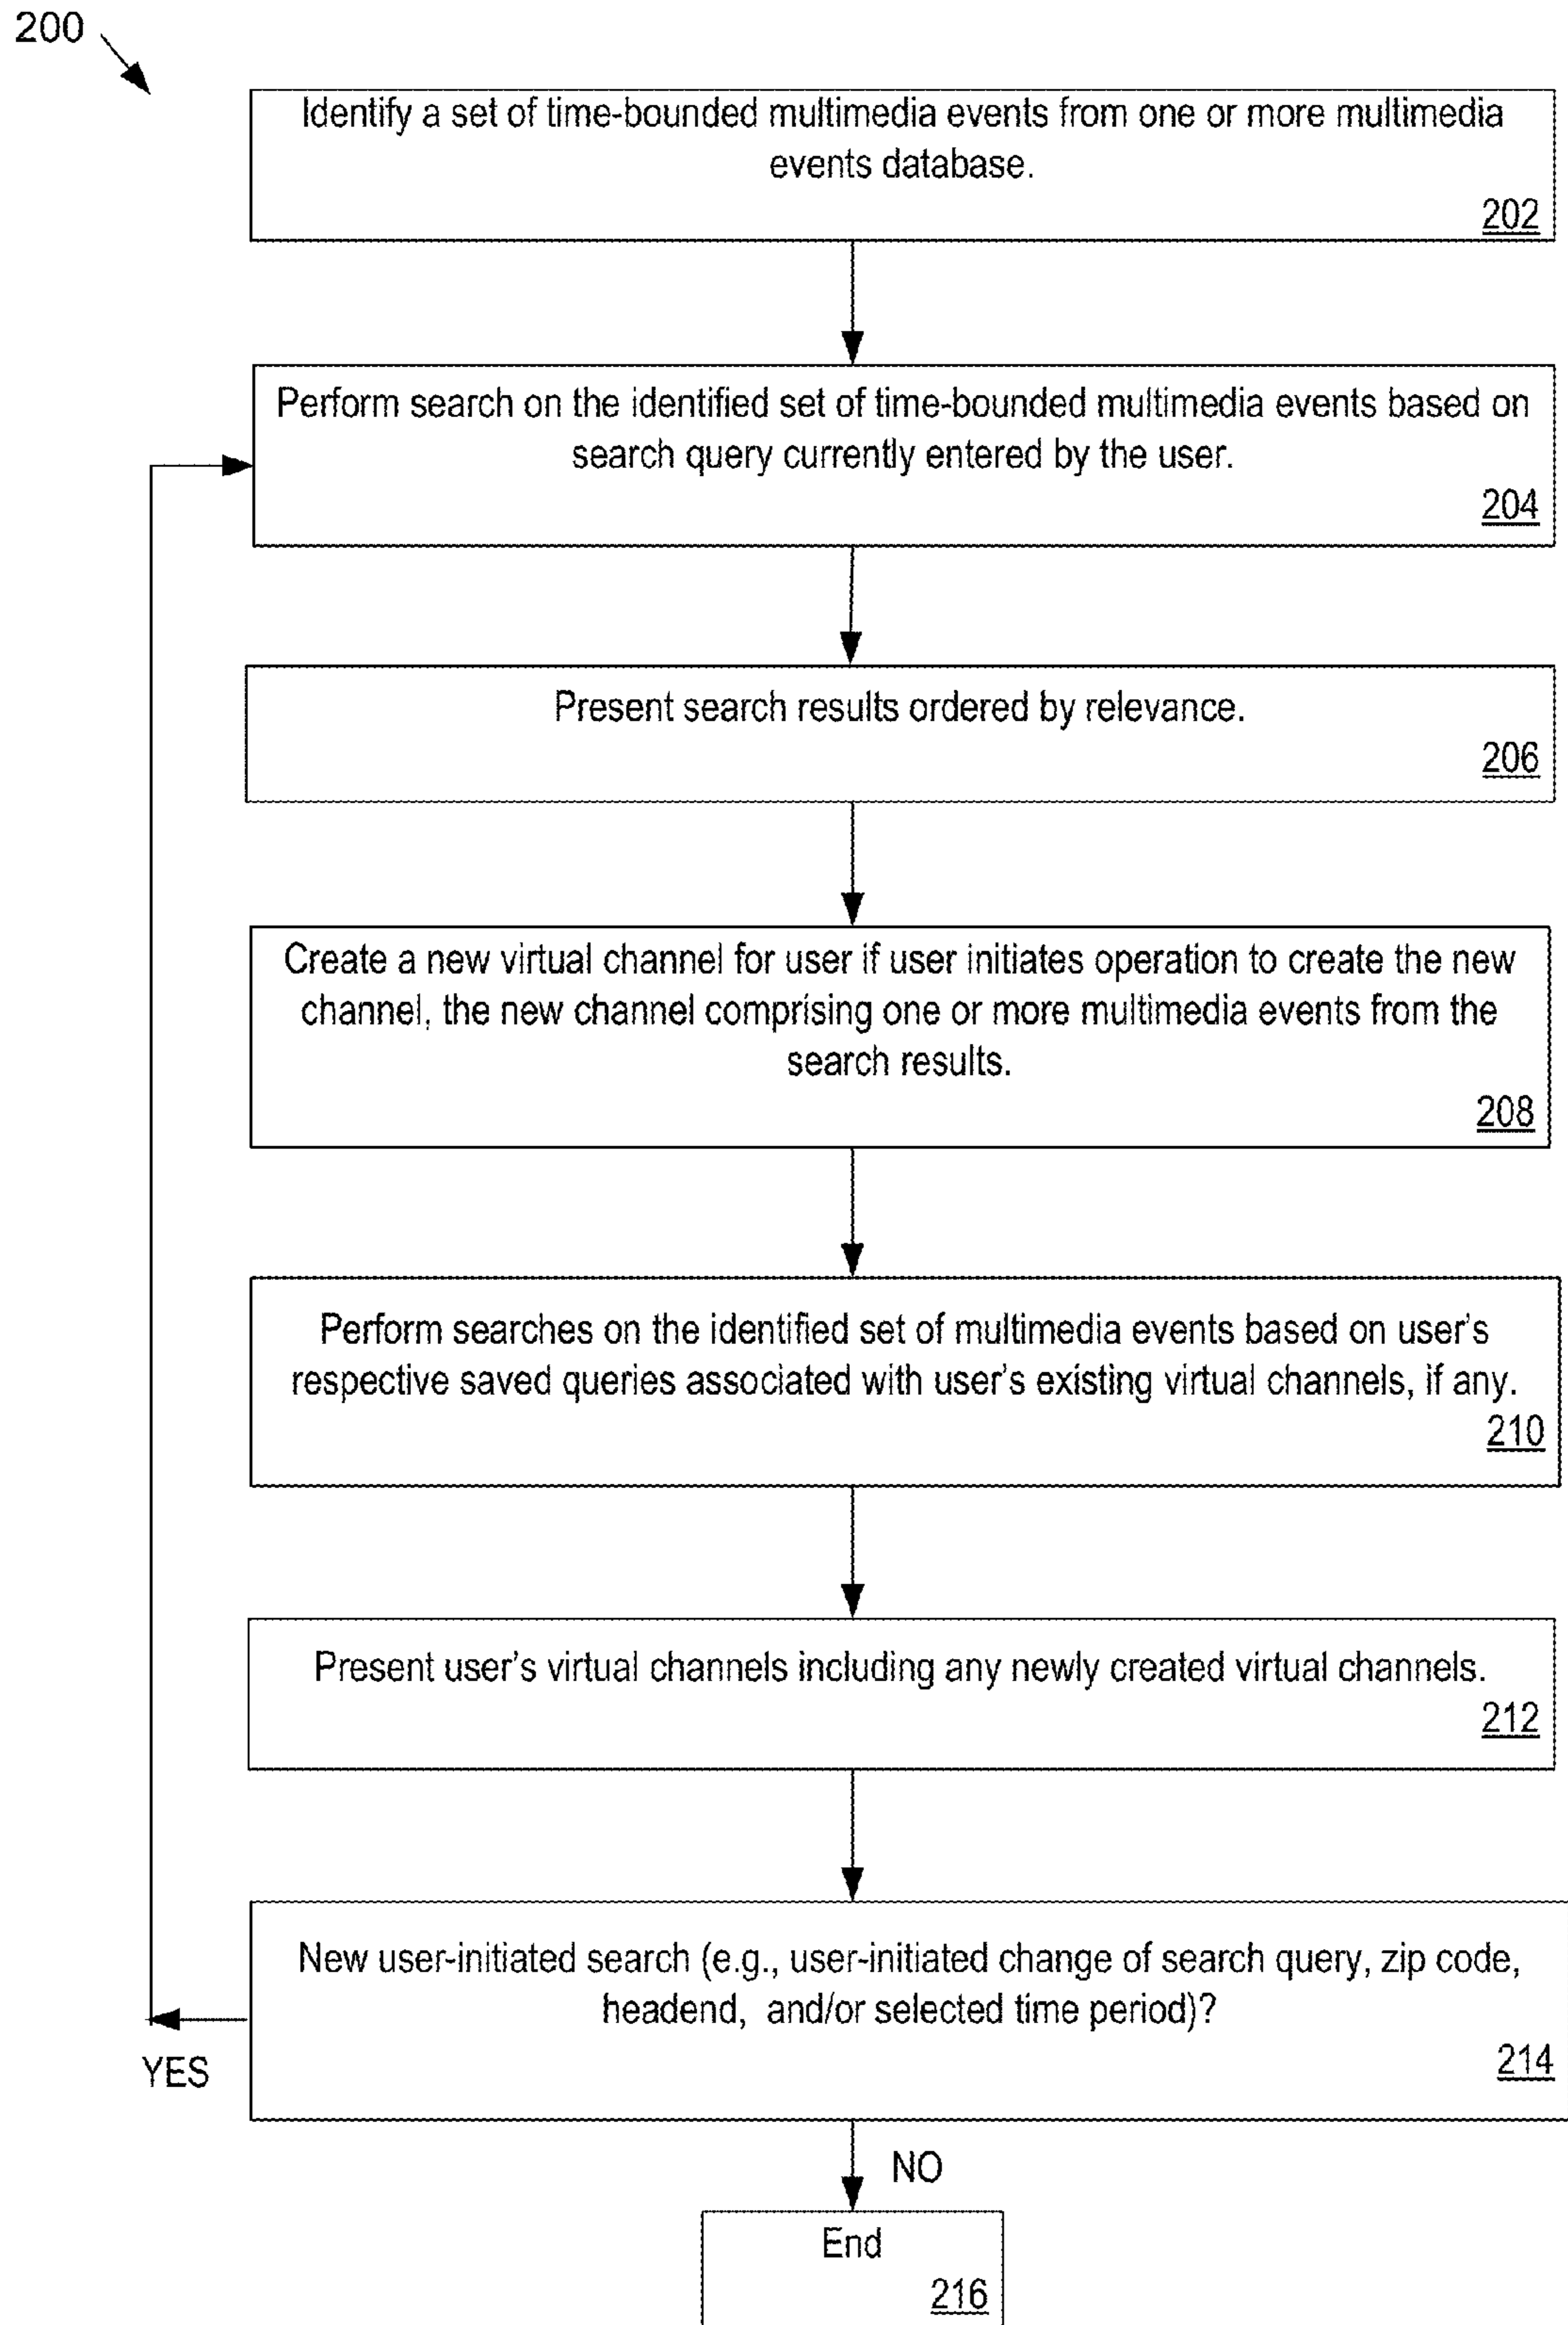 200
Identify a set of time-bounded multimedia events from one or more multimedia
events database.
202
Perform search on the identified set of time-bounded multimedia events based on
search query currently entered by the user.
204
Present search results ordered by relevance.
206
Create a new virtual channel for user if user initiates operation to create the new
channel, the new channel comprising one or more multimedia events from the
search results.
208
Perform searches on the identified set of multimedia events based on user's
respective saved queries associated with user's existing virtual channels, if any.
210
Present user's virtual channels including any newly created virtual channels.
212
New user-initiated search (e.g., user-initiated change of search query, zip code,
headend, and/or selected time period)?
214
YES
NO
End
216